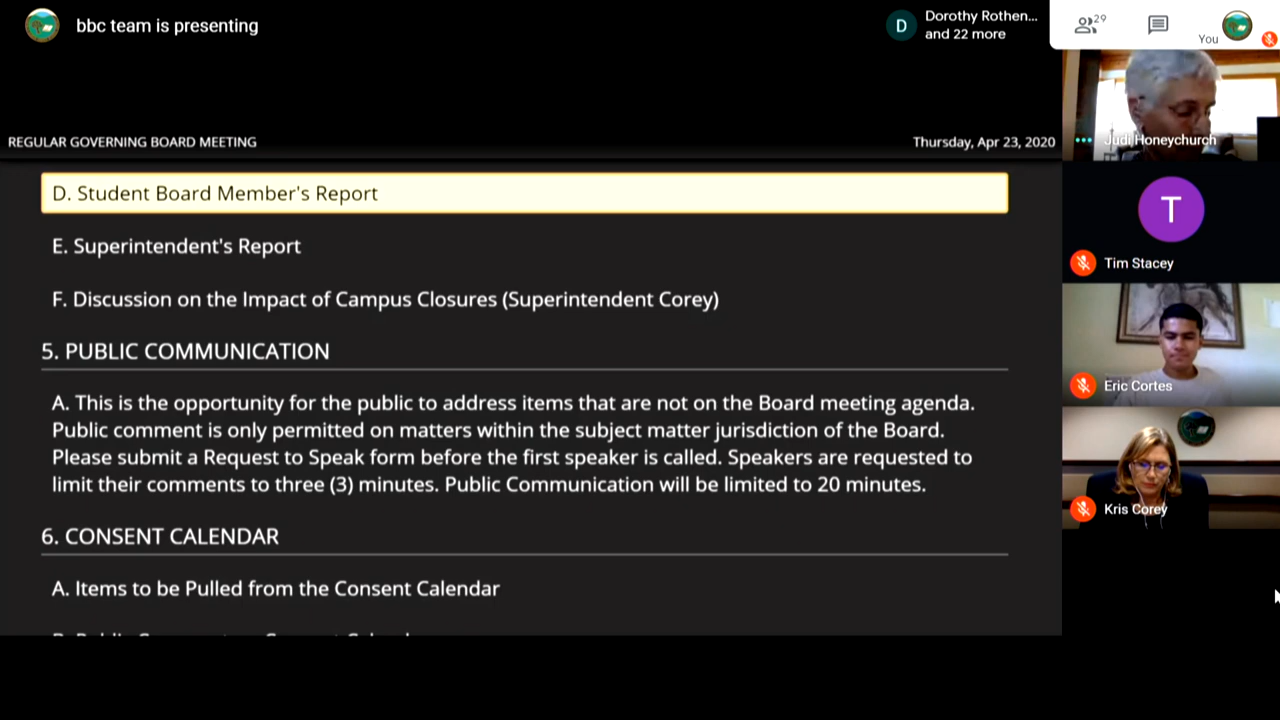 bbc team is presenting
D
Dorothy Rothen...
and 22 more
29
You
REGULAR GOVERNING BOARD MEETING
Thursday, Apr 23, 2020
Judi Honeychurch
D. Student Board Member's Report
E. Superintendent's Report
T
Tim Stacey
F. Discussion on the Impact of Campus Closures (Superintendent Corey)
5. PUBLIC COMMUNICATION
Eric Cortes
A. This is the opportunity for the public to address items that are not on the Board meeting agenda.
Public comment is only permitted on matters within the subject matter jurisdiction of the Board.
Please submit a Request to Speak form before the first speaker is called. Speakers are requested to
limit their comments to three (3) minutes. Public Communication will be limited to 20 minutes.
Kris Corey
6. CONSENT CALENDAR
A. Items to be Pulled from the Consent Calendar